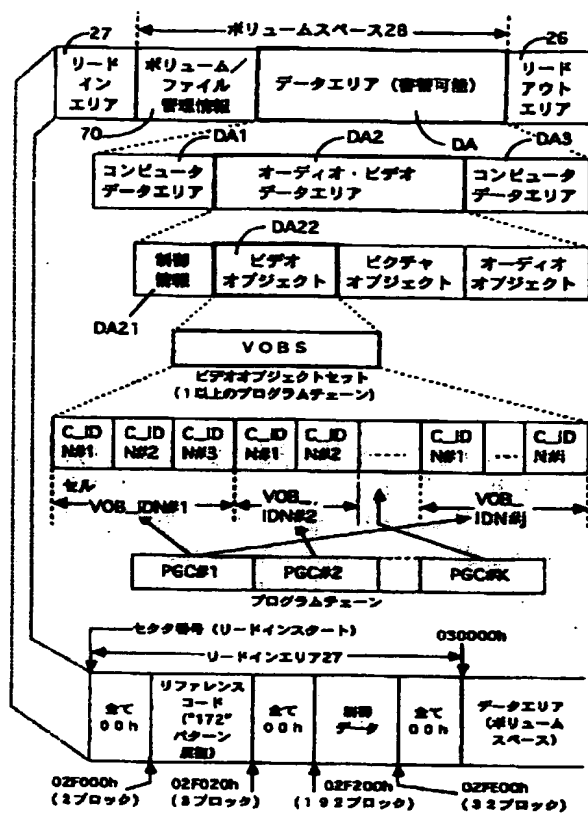 27
ボリュームスペース28
26
リード
イン
エリア
ボリューム/
ファイル
管理情報
データエリア (書替可能)
リード
アウト
エリア
70
DA1
DA2
DA
DA3
コンピュータ
データエリア
オーディオ・ビデオ
データエリア
コンピュータ
データエリア
DA22
制御
情報
ビデオ
オブジェクト
ピクチャ
オブジェクト
オーディオ
オブジェクト
DA21
VOBS
ビデオオブジェクトセット
(1以上のプログラムチェーン)
C_ID
N#1
C_ID
N#2
C_ID
N#3
C_ID
N#1
C_ID
N#2
-----
C_ID
N#1
---
C_ID
N#i
セル
VOB_IDN#1
VOB_
IDN#2
VOB_
IDN#j
PGC#1
PGC#2
PGC#K
プログラムチェーン
セクタ番号 (リードインスタート)
030000h
リードインエリア27
全て
00h
リファレンス
コード
("172"
パターン
全て
00h
制御
データ
全て
00h
データエリア
(ボリューム
スペース)
02F000h
(2ブロック)
02F020h
(3ブロック)
02F200h
(192ブロック)
02FE00h
(32ブロック)